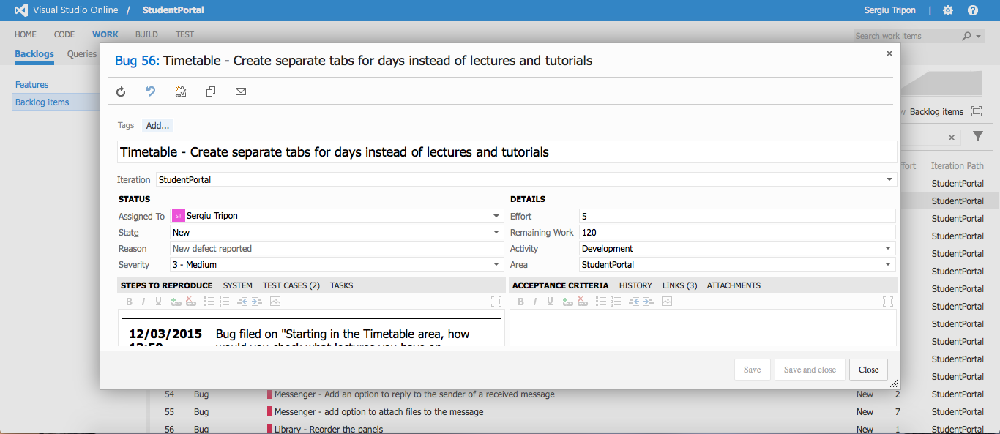 Visual Studio Online / StudentPortal Sergiu Tripon |
HOME CODE WORK BUILD TEST Search work items
Backlogs Queries
Features
Backlog items
Bug 56: Timetable - Create separate tabs for days instead of lectures and tutorials
Backlog items
Tags Add...
Timetable - Create separate tabs for days instead of lectures and tutorials
Iteration StudentPortal
STATUS
Assigned To ST Sergiu Tripon
State New
Reason New defect reported
Severity 3 - Medium
DETAILS
Effort 5
Remaining Work 120
Activity Development
Area StudentPortal
STEPS TO REPRODUCE SYSTEM TEST CASES (2) TASKS
B I U
12/03/2015 Bug filed on "Starting in the Timetable area, how
12:50 would you check what lectures you have on
ACCEPTANCE CRITERIA HISTORY LINKS (3) ATTACHMENTS
B I U
Save Save and close Close
Iteration Path
StudentPortal
StudentPortal
StudentPortal
StudentPortal
StudentPortal
StudentPortal
StudentPortal
StudentPortal
StudentPortal
StudentPortal
StudentPortal
StudentPortal
54 Bug Messenger - Add an option to reply to the sender of a received message New 2 StudentPortal
55 Bug Messenger - add option to attach files to the message New 7 StudentPortal
56 Bug Library - Reorder the panels New 1 StudentPortal